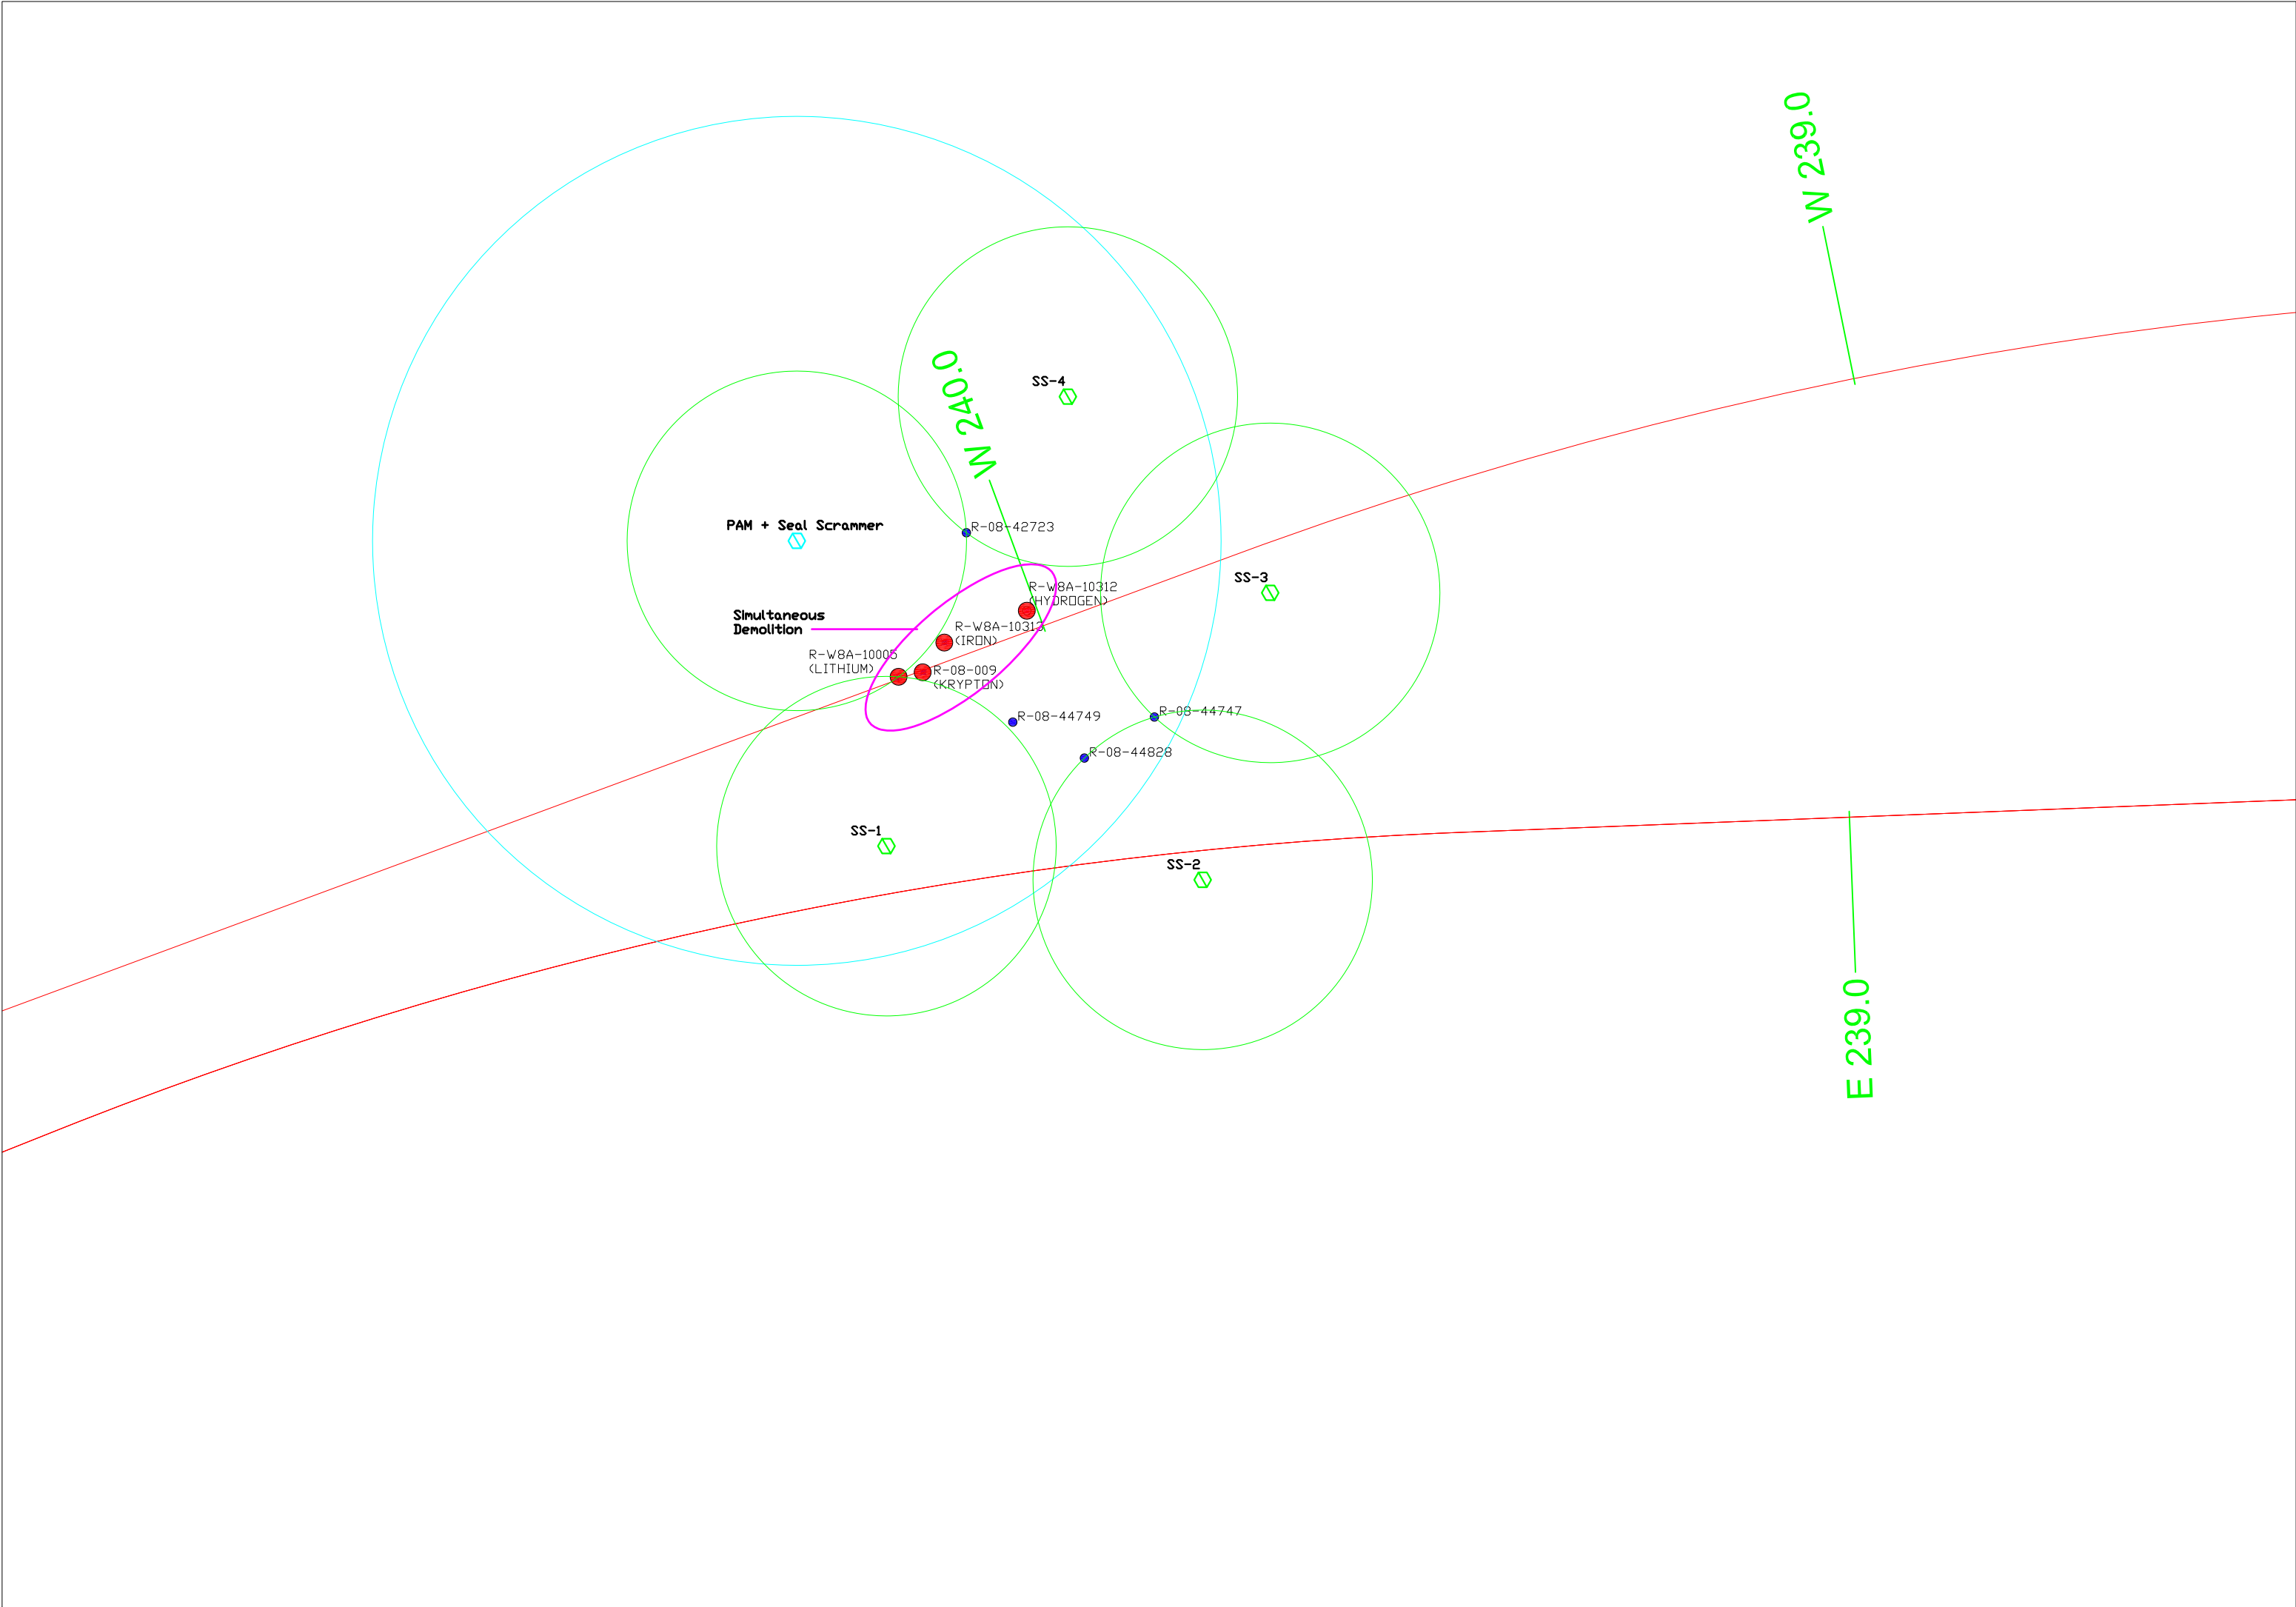 W 239.0
SS-4
W 240.0
PAM + Seal Scrammer
R-08-42723
SS-3
R-W8A-10312
(HYDROGEN)
Simultaneous
Demolition
R-W8A-10313
(IRON)
R-W8A-10005
(LITHIUM)
R-08-009
(KRYPTON)
R-08-44749
R-08-44747
R-08-44828
SS-1
SS-2
E 239.0